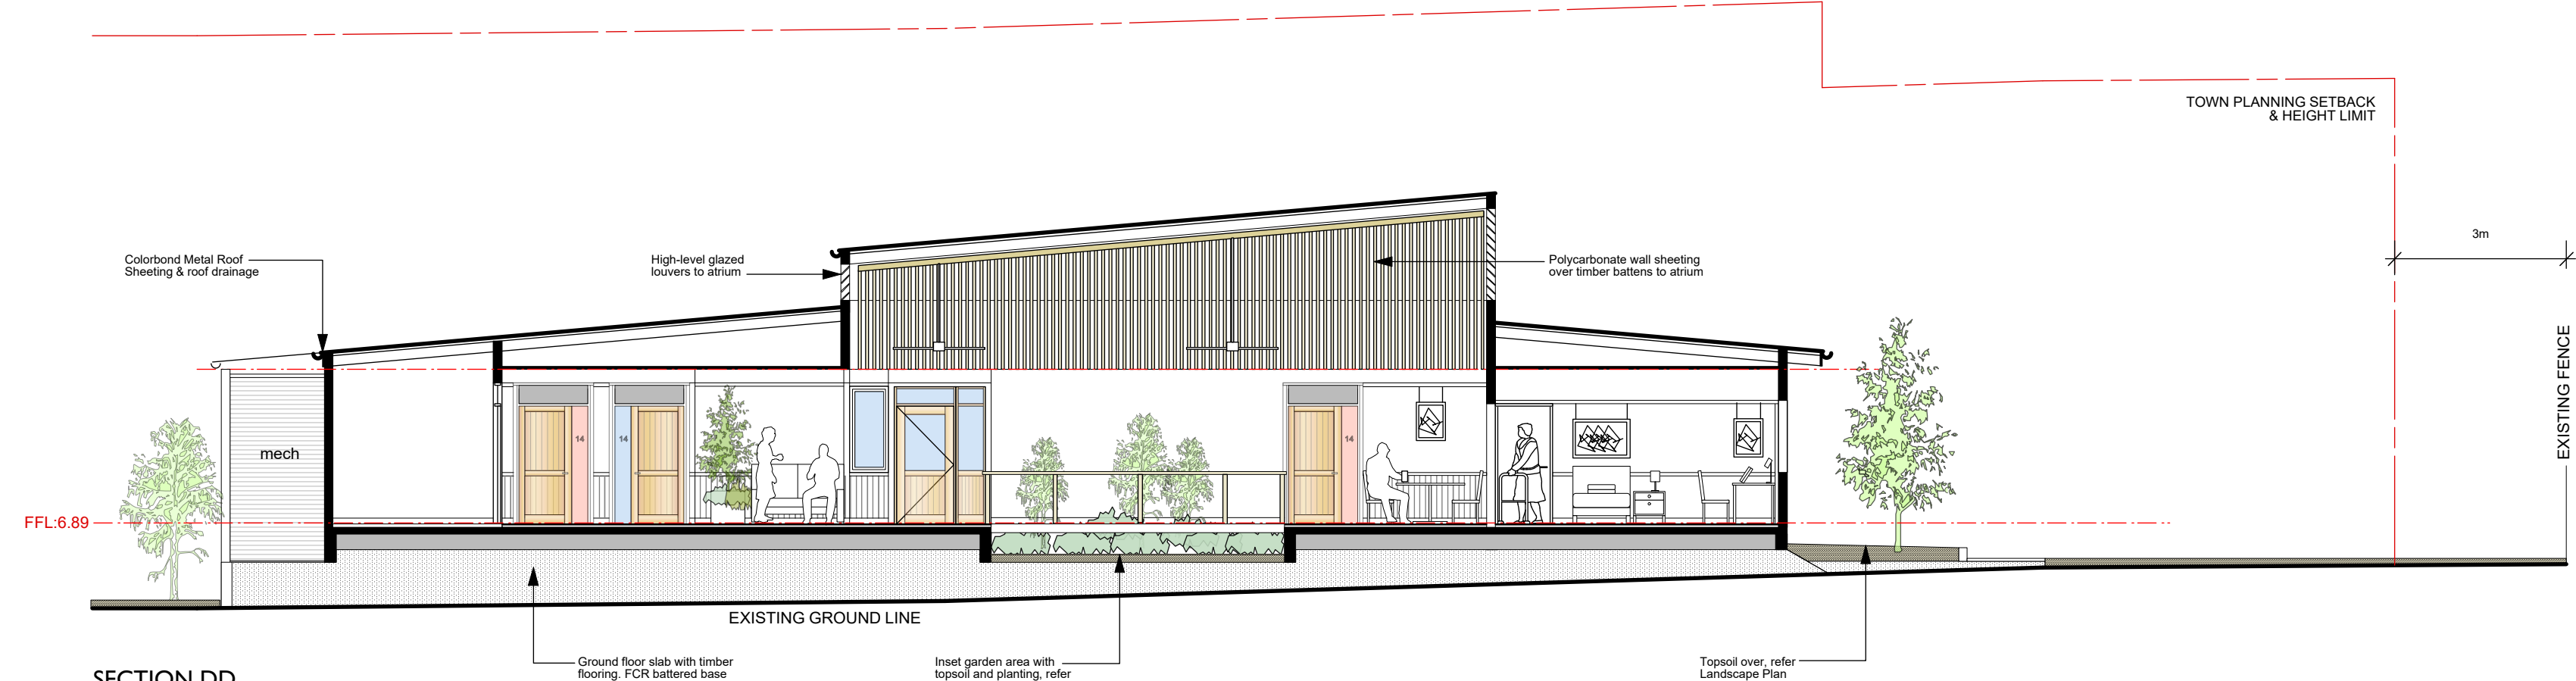 TOWN PLANNING SETBACK
& HEIGHT LIMIT
3m
Colorbond Metal Roof
Sheeting & roof drainage
High-level glazed
louvers to atrium
Polycarbonate wall sheeting
over timber battens to atrium
EXISTING FENCE
mech
14
14
14
FFL:6.89
EXISTING GROUND LINE
Ground floor slab with timber
flooring. FCR battered base
Inset garden area with
topsoil and planting, refer
Topsoil over, refer
Landscape Plan
SECTION DD